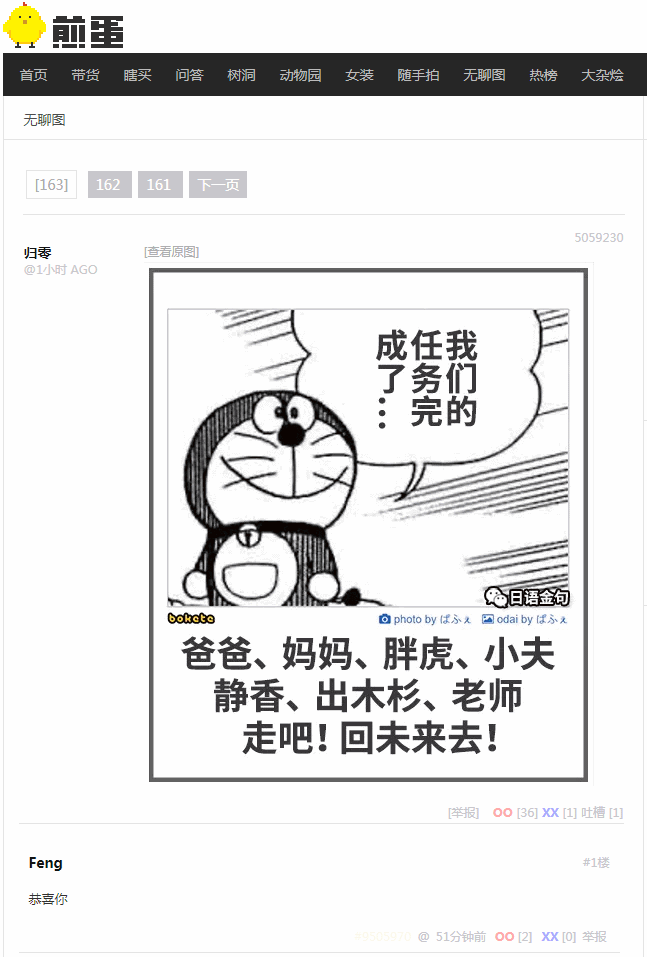 煎蛋
首页 带货 瞎买 问答 树洞 动物园 女装 随手拍 无聊图 热榜 大杂烩
无聊图
[163] 162 161 下一页
5059230
归零
@1小时 AGO
[查看原图]
我们的
任务完
成了…
日语金句
bokete
photo by ぱふぇ odai by ぱふぇ
爸爸、妈妈、胖虎、小夫
静香、出木杉、老师
走吧！回未来去！
[举报] OO [36] XX [1] 吐槽 [1]
Feng
#1楼
恭喜你
@ 51分钟前 OO [2] XX [0] 举报